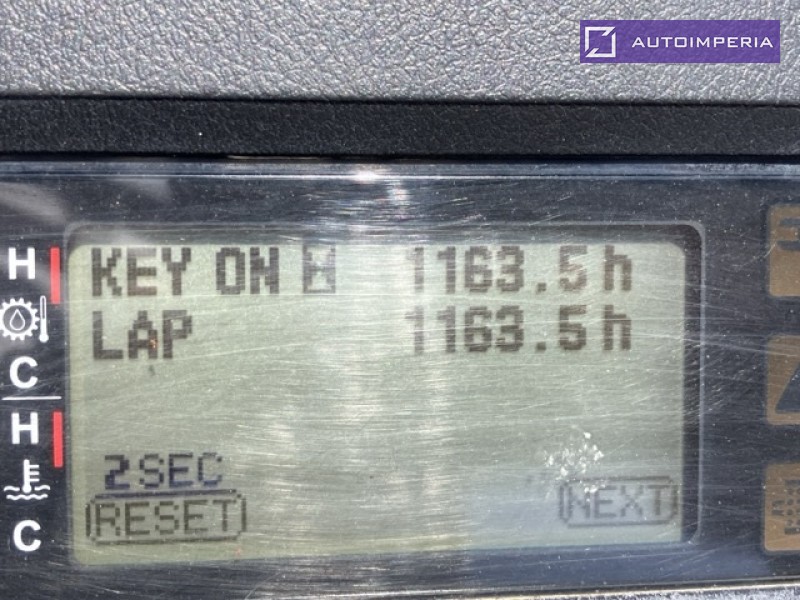 AUTOIMPERIA
H
C
H
C
KEY ON 1163.5 h
LAP 1163.5 h
2 SEC
RESET
NEXT